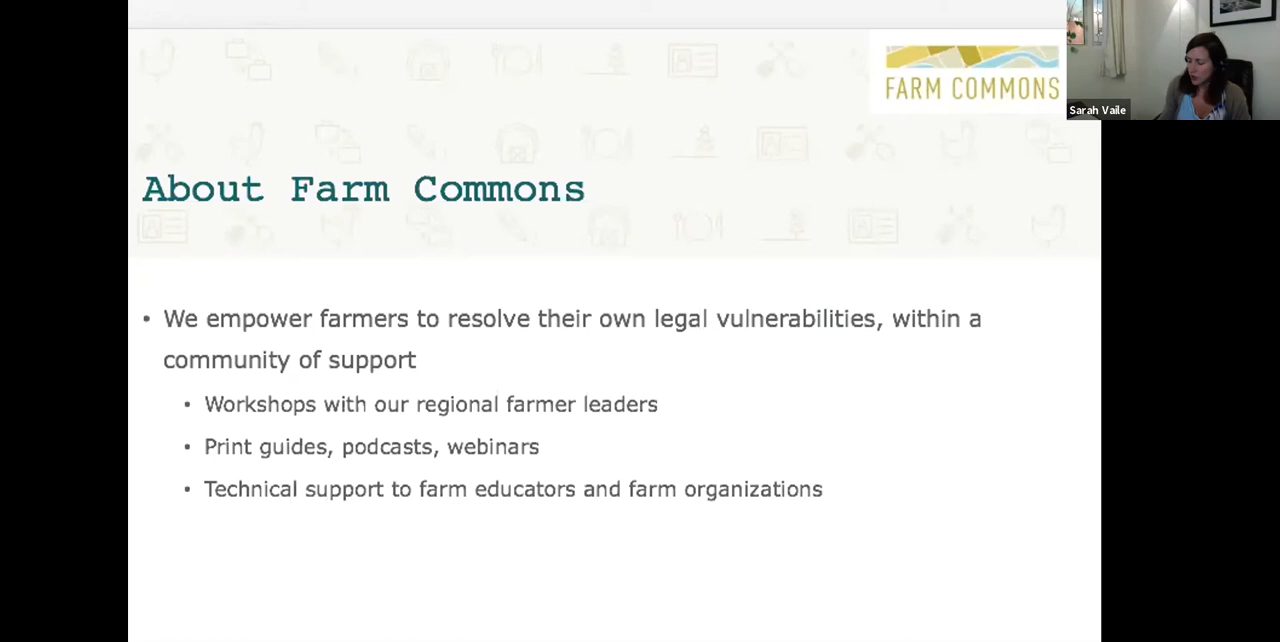 FARM COMMONS
Sarah Vaile
About Farm Commons
• We empower farmers to resolve their own legal vulnerabilities, within a
community of support
• Workshops with our regional farmer leaders
• Print guides, podcasts, webinars
• Technical support to farm educators and farm organizations